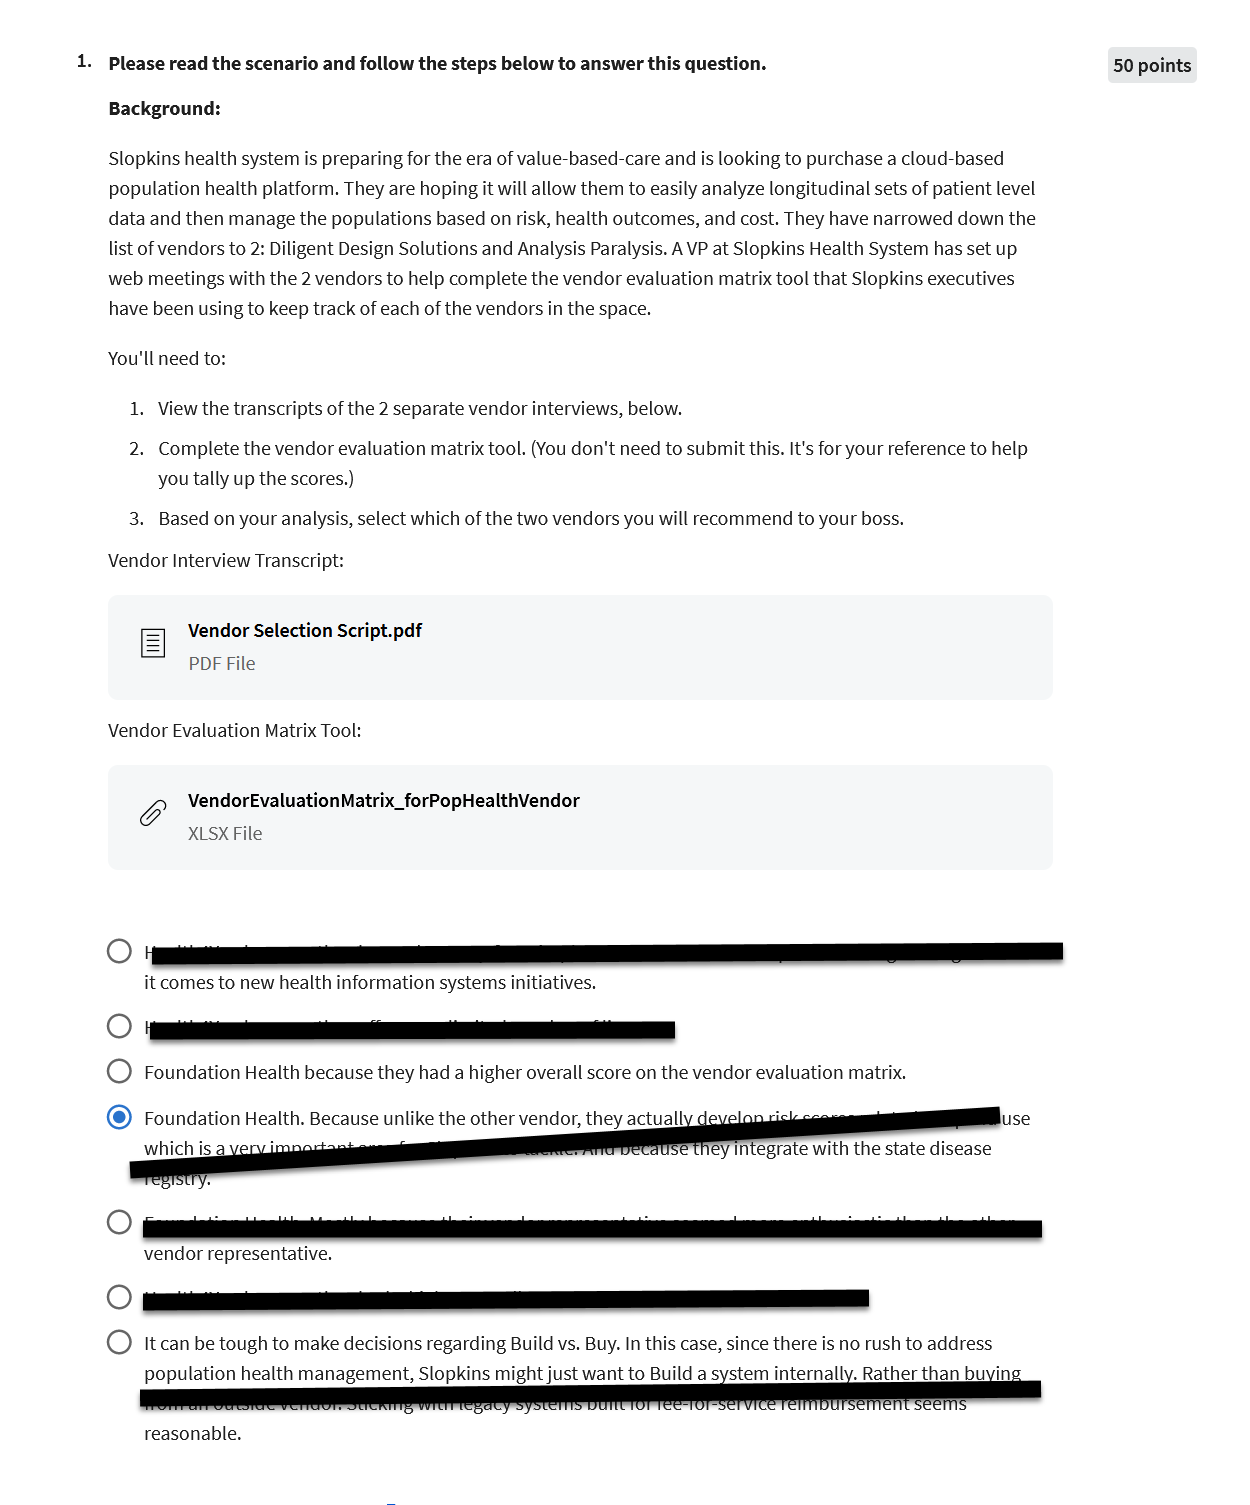 1. Please read the scenario and follow the steps below to answer this question.
50 points
Background:
Slopkins health system is preparing for the era of value-based-care and is looking to purchase a cloud-based
population health platform. They are hoping it will allow them to easily analyze longitudinal sets of patient level
data and then manage the populations based on risk, health outcomes, and cost. They have narrowed down the
list of vendors to 2: Diligent Design Solutions and Analysis Paralysis. A VP at Slopkins Health System has set up
web meetings with the 2 vendors to help complete the vendor evaluation matrix tool that Slopkins executives
have been using to keep track of each of the vendors in the space.
You'll need to:
1. View the transcripts of the 2 separate vendor interviews, below.
2. Complete the vendor evaluation matrix tool. (You don't need to submit this. It's for your reference to help
you tally up the scores.)
3. Based on your analysis, select which of the two vendors you will recommend to your boss.
Vendor Interview Transcript:
Vendor Selection Script.pdf
PDF File
Vendor Evaluation Matrix Tool:
VendorEvaluationMatrix_forPopHealthVendor
XLSX File
it comes to new health information systems initiatives.
Foundation Health because they had a higher overall score on the vendor evaluation matrix.
Foundation Health. Because unlike the other vendor, they actually develop risk use
which is a very important because they integrate with the state disease
registry.
vendor representative.
It can be tough to make decisions regarding Build vs. Buy. In this case, since there is no rush to address
population health management, Slopkins might just want to Build a system internally. Rather than buying
reasonable.